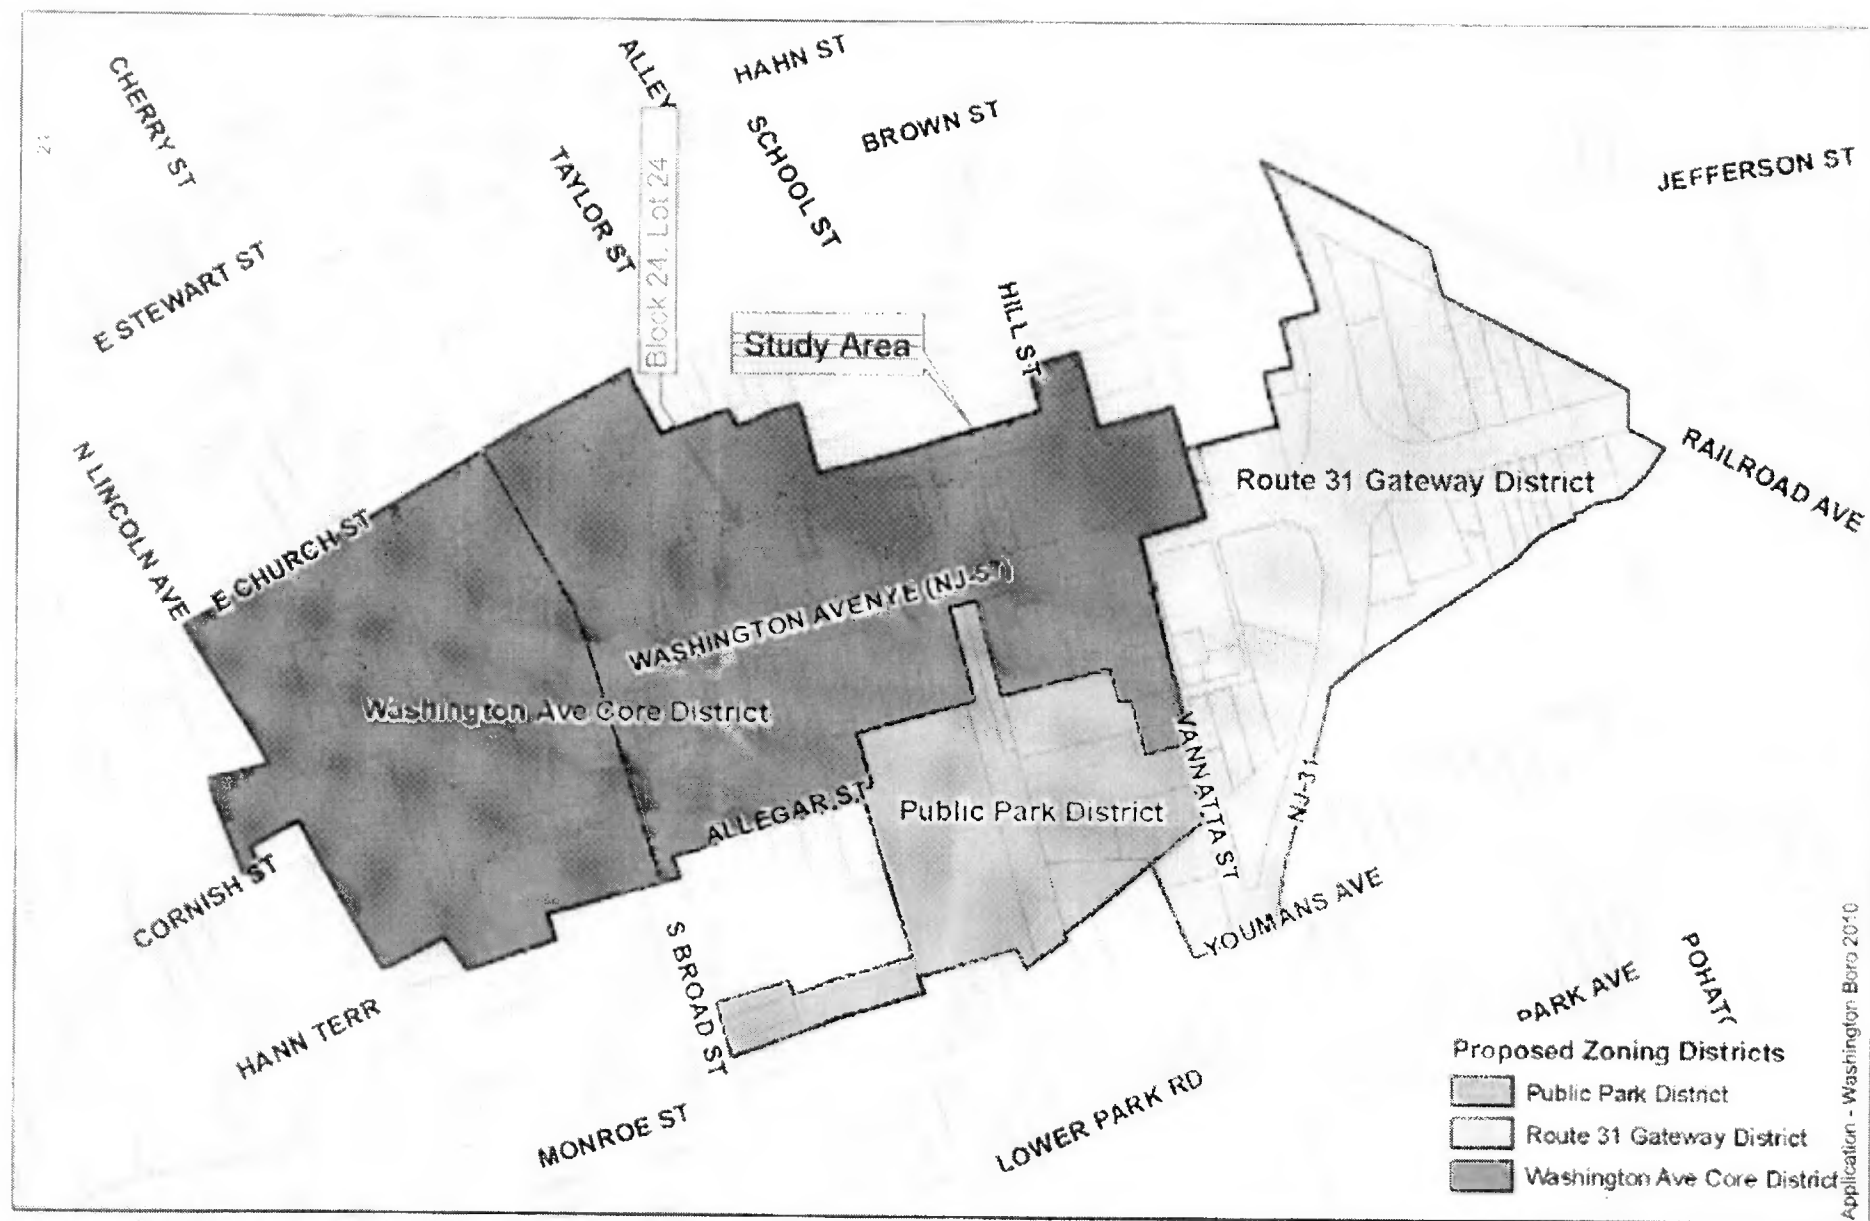 HAHN ST
ALLEY
CHERRY ST
SCHOOL ST
BROWN ST
TAYLOR ST
Block 24, Lot 24
JEFFERSON ST
E STEWART ST
HILL ST
Study Area
N LINCOLN AVE
E CHURCH ST
Route 31 Gateway District
RAILROAD AVE
WASHINGTON AVENYE (NJ-57)
Washington Ave Core District
VANNATTA ST
NJ-31
ALLEGAR ST
Public Park District
CORNISH ST
YOUMANS AVE
S BROAD ST
PARK AVE
POHAT
HANN TERR
MONROE ST
LOWER PARK RD
Proposed Zoning Districts
Public Park District
Route 31 Gateway District
Washington Ave Core District
Application - Washington Boro 2010